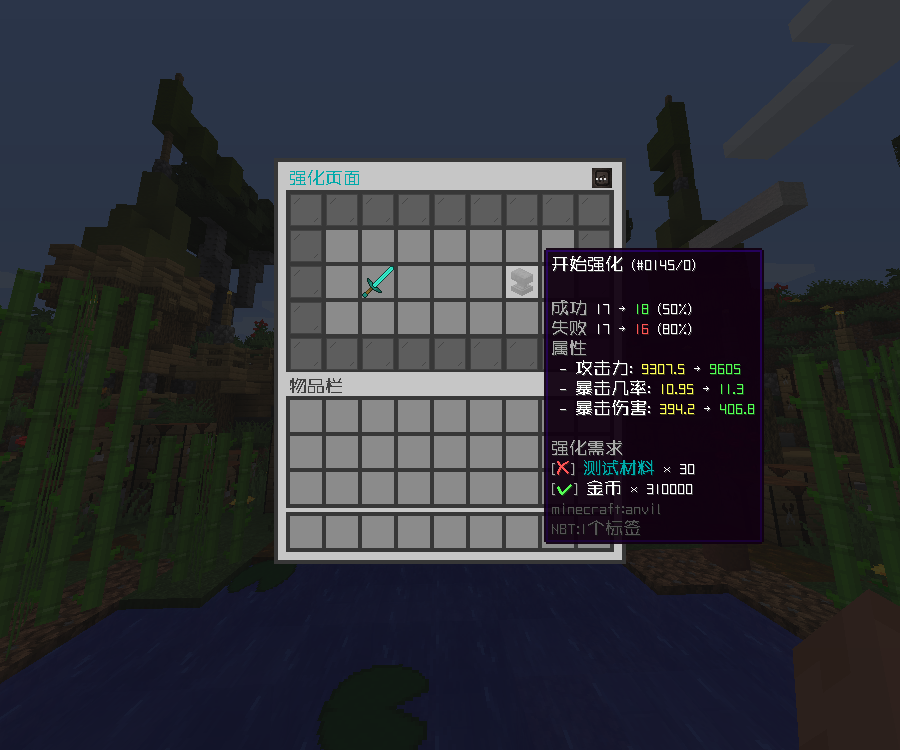 强化页面
开始强化 (#0145/0)
成功 17 → 18 (50%)
失败 17 → 16 (80%)
属性
- 攻击力: 9307.5 → 9605
- 暴击几率: 10.95 → 11.3
- 暴击伤害: 394.2 → 406.8
物品栏
强化需求
[✗] 测试材料 × 30
[✓] 金币 × 310000
minecraft:anvil
NBT:1个标签